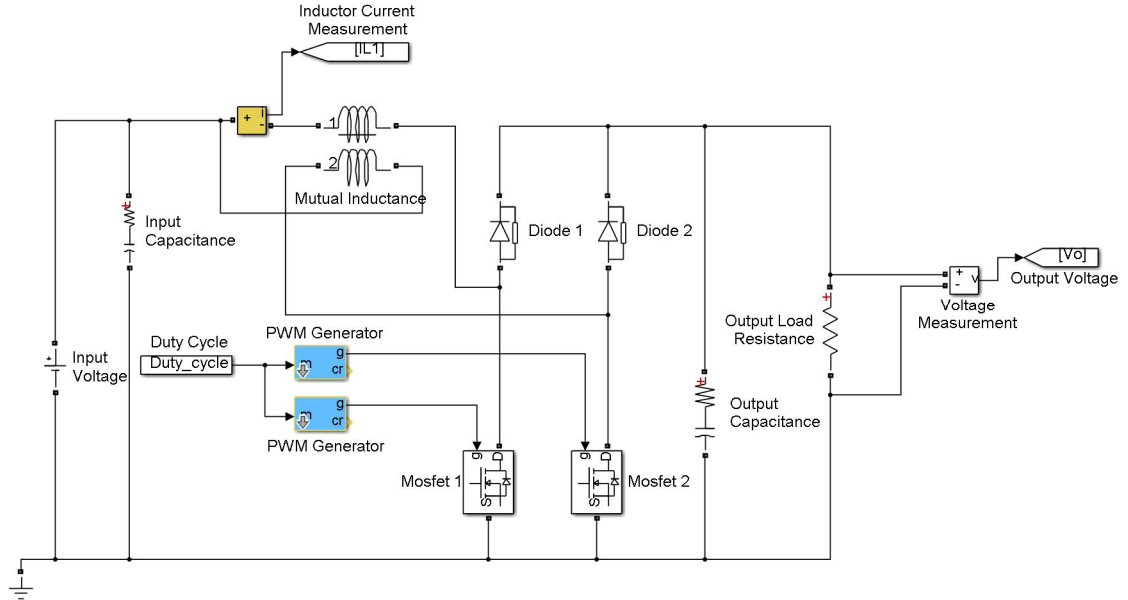 Inductor Current
Measurement
[IL1]
+
i
-
1
2
Mutual Inductance
+
Input
Capacitance
Diode 1
Diode 2
[Vo]
Output Voltage
+
-
v
Voltage
Measurement
+
Output Load
Resistance
+
Input
Voltage
Duty Cycle
Duty_cycle
PWM Generator
m
g
cr
m
g
cr
PWM Generator
+
Output
Capacitance
Mosfet 1
g
D
S
Mosfet 2
g
D
S